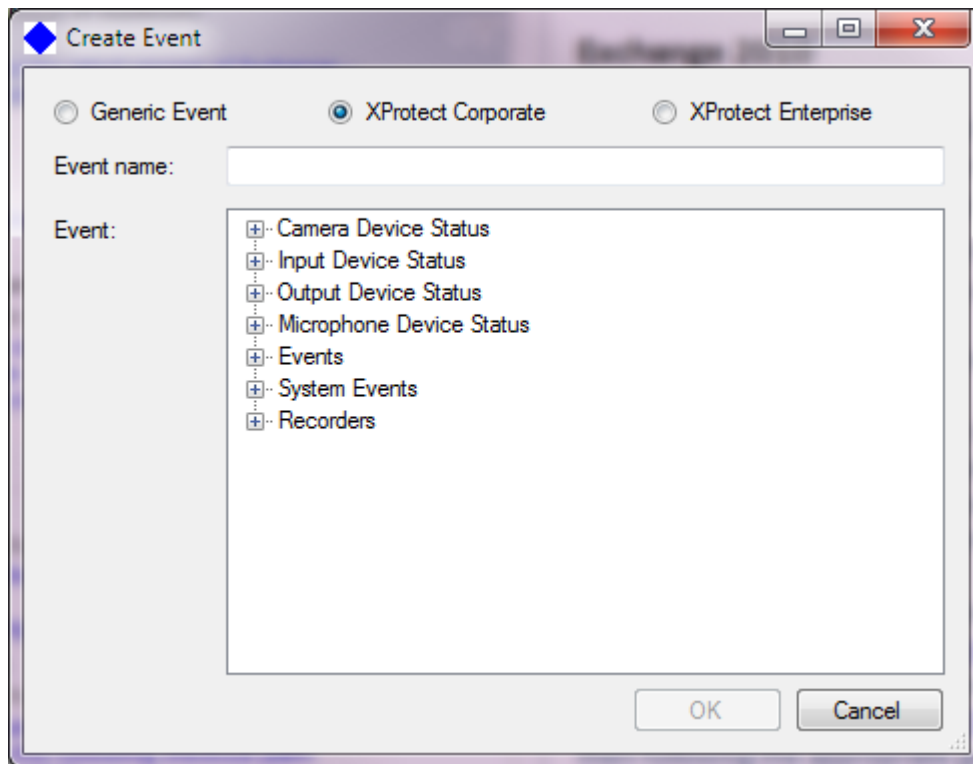 Create Event
Generic Event XProtect Corporate XProtect Enterprise
Event name:
Event:
Camera Device Status
Input Device Status
Output Device Status
Microphone Device Status
Events
System Events
Recorders
OK Cancel